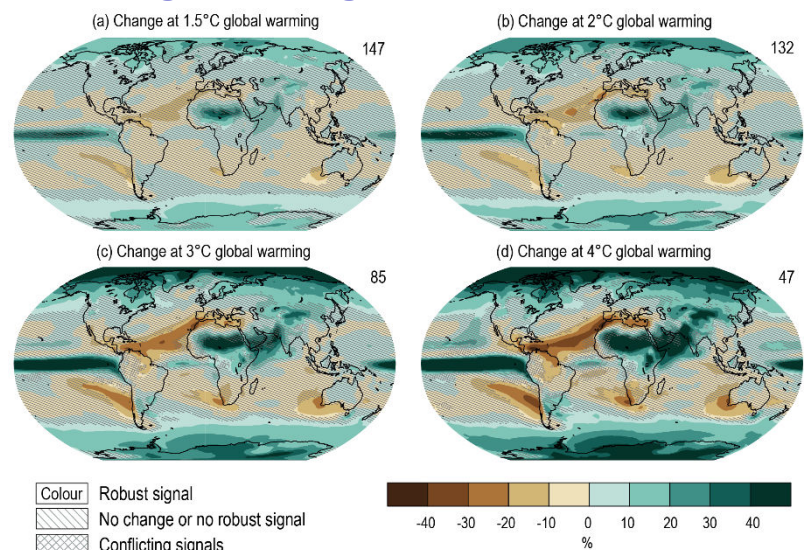 (a) Change at 1.5°C global warming
147
(b) Change at 2°C global warming
132
(c) Change at 3°C global warming
85
(d) Change at 4°C global warming
47
Colour Robust signal
No change or no robust signal
Conflicting signals
-40 -30 -20 -10 0 10 20 30 40
%